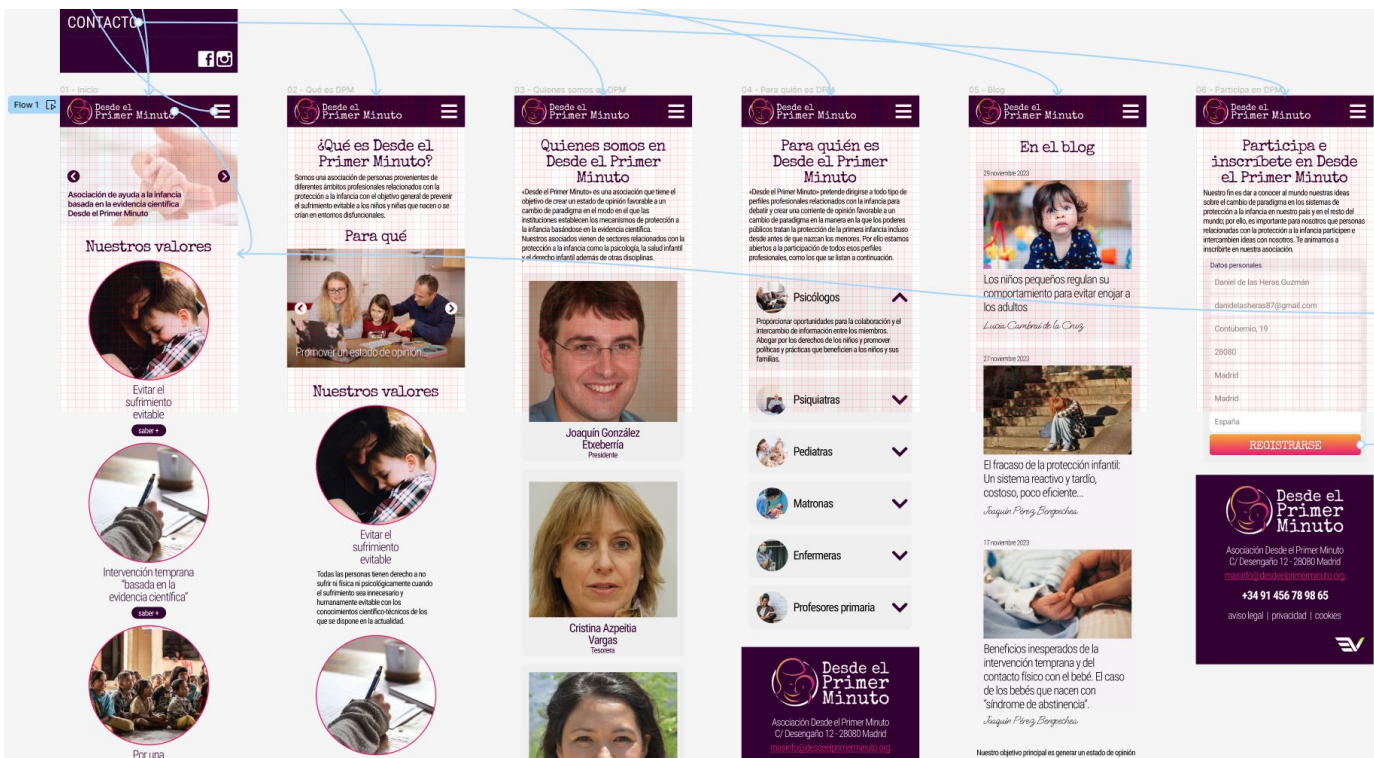 CONTACTO
Flow 1
01 - Inicio
Desde el
Primer Minuto
Asociación de ayuda a la infancia
basada en la evidencia científica
Desde el Primer Minuto
Nuestros valores
Evitar el
sufrimiento
evitable
saber +
Intervención temprana
"basada en la
evidencia científica"
saber +
Por una
02 - Qué es DPM
Desde el
Primer Minuto
¿Qué es Desde el
Primer Minuto?
Somos una asociación de personas provenientes de
diferentes ámbitos profesionales relacionados con la
protección a la infancia con el objetivo general de prevenir
el sufrimiento evitable a los niños y niñas que nacen o se
crían en entornos disfuncionales.
Para qué
Promover un estado de opinión...
Nuestros valores
Evitar el
sufrimiento
evitable
Todas las personas tienen derecho a no
sufrir ni física ni psicológicamente cuando
el sufrimiento sea innecesario y
humanamente evitable con los
conocimientos científico-técnicos de los
que se dispone en la actualidad.
03 - Quienes somos en DPM
Desde el
Primer Minuto
Quienes somos en
Desde el Primer
Minuto
«Desde el Primer Minuto» es una asociación que tiene el
objetivo de crear un estado de opinión favorable a un
cambio de paradigma en el modo en el que las
instituciones establecen los mecanismos de protección a
la infancia basándose en la evidencia científica.
Nuestros asociados vienen de sectores relacionados con la
protección a la infancia como la psicología, la salud infantil
y el derecho infantil además de otras disciplinas.
Joaquín González
Etxeberría
Presidente
Cristina Azpeitia
Vargas
Tesorera
04 - Para quién es DPM
Desde el
Primer Minuto
Para quién es
Desde el Primer
Minuto
«Desde el Primer Minuto» pretende dirigirse a todo tipo de
perfiles profesionales relacionados con la infancia para
debatir y crear una corriente de opinión favorable a un
cambio de paradigma en la manera en la que los poderes
públicos tratan la protección de la primera infancia incluso
desde antes de que nazcan los menores. Por ello estamos
abiertos a la participación de todos esos perfiles
profesionales, como los que se listan a continuación.
Psicólogos
Proporcionar oportunidades para la colaboración y el
intercambio de información entre los miembros.
Abogar por los derechos de los niños y promover
políticas y prácticas que beneficien a los niños y sus
familias.
Psiquiatras
Pediatras
Matronas
Enfermeras
Profesores primaria
Desde el
Primer
Minuto
Asociación Desde el Primer Minuto
C/ Desengaño 12 - 28080 Madrid
masinfo@desdeelprimerminuto.org
05 - Blog
Desde el
Primer Minuto
En el blog
29 noviembre 2023
Los niños pequeños regulan su
comportamiento para evitar enojar a
los adultos
Lucia Cambrai de la Cruz
27 noviembre 2023
El fracaso de la protección infantil:
Un sistema reactivo y tardío,
costoso, poco eficiente...
Joaquín Pérez Bengoechea
17 noviembre 2023
Beneficios inesperados de la
intervención temprana y del
contacto físico con el bebé. El caso
de los bebés que nacen con
"síndrome de abstinencia".
Joaquín Pérez Bengoechea
Nuestro objetivo principal es generar un estado de opinión
06 - Participa en DPM
Desde el
Primer Minuto
Participa e
inscríbete en Desde
el Primer Minuto
Nuestro fin es dar a conocer al mundo nuestras ideas
sobre el cambio de paradigma en los sistemas de
protección a la infancia en nuestro país y en el resto del
mundo; por ello, es importante para nosotros que personas
relacionadas con la protección a la infancia participen e
intercambien ideas con nosotros. Te animamos a
inscribirte en nuestra asociación.
Datos personales
Daniel de las Heras Guzmán
danidelasheras87@gmail.com
Contubernio, 19
28080
Madrid
Madrid
España
REGISTRARSE
Desde el
Primer
Minuto
Asociación Desde el Primer Minuto
C/ Desengaño 12 - 28080 Madrid
masinfo@desdeelprimerminuto.org
+34 91 456 78 98 65
aviso legal | privacidad | cookies